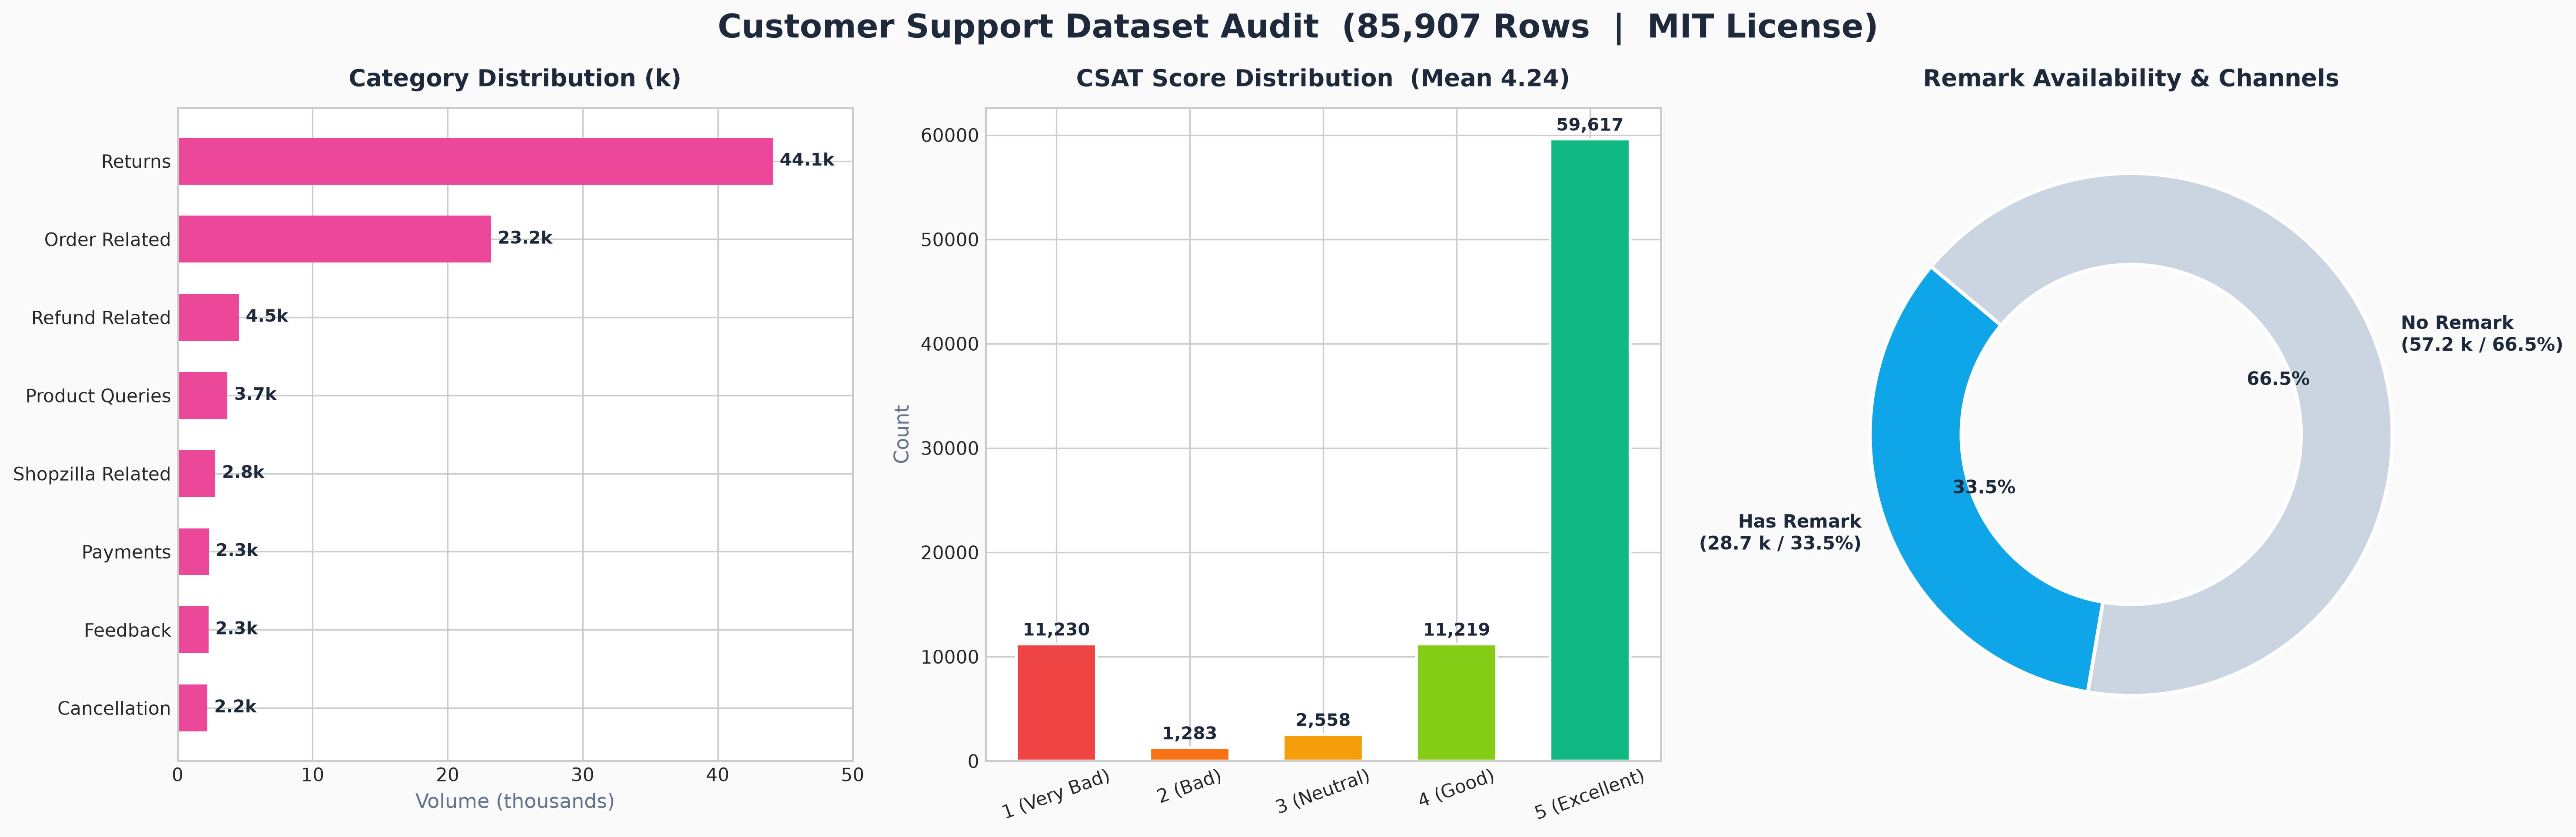 Customer Support Dataset Audit  (85,907 Rows  |  MIT License)
Category Distribution (k)
Returns
44.1k
Order Related
23.2k
Refund Related
4.5k
Product Queries
3.7k
Shopzilla Related
2.8k
Payments
2.3k
Feedback
2.3k
Cancellation
2.2k
0
10
20
30
40
50
Volume (thousands)
CSAT Score Distribution  (Mean 4.24)
Count
60000
50000
40000
30000
20000
10000
0
11,230
1,283
2,558
11,219
59,617
1 (Very Bad)
2 (Bad)
3 (Neutral)
4 (Good)
5 (Excellent)
Remark Availability & Channels
No Remark
(57.2 k / 66.5%)
66.5%
33.5%
Has Remark
(28.7 k / 33.5%)